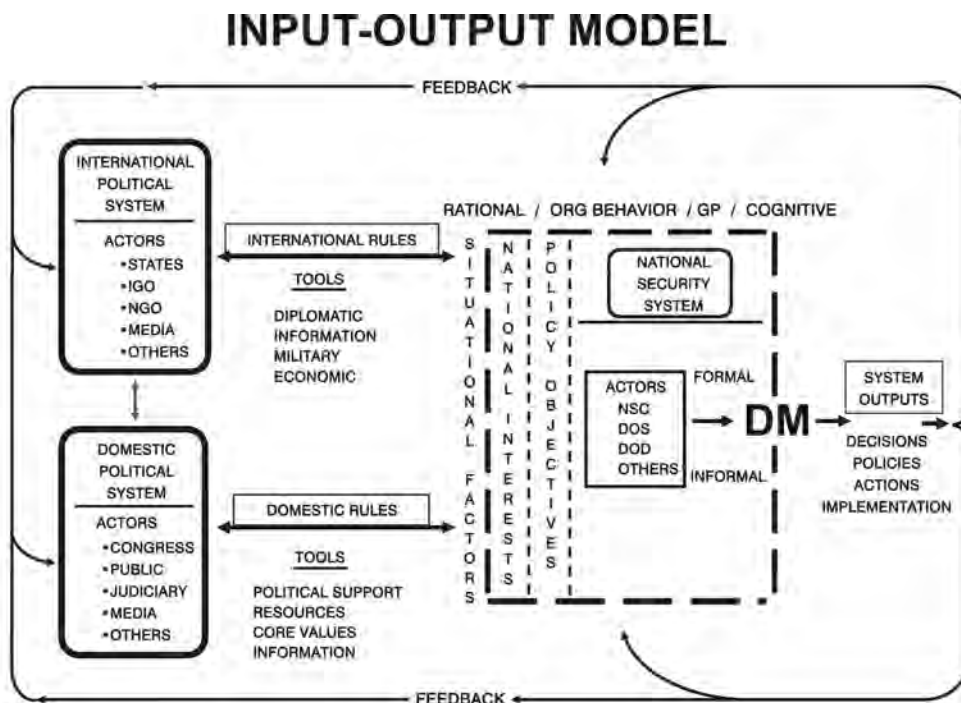 INPUT-OUTPUT MODEL
FEEDBACK
INTERNATIONAL
POLITICAL
SYSTEM
ACTORS
•STATES
•IGO
•NGO
•MEDIA
•OTHERS
INTERNATIONAL RULES
TOOLS
DIPLOMATIC
INFORMATION
MILITARY
ECONOMIC
DOMESTIC
POLITICAL
SYSTEM
ACTORS
•CONGRESS
•PUBLIC
•JUDICIARY
•MEDIA
•OTHERS
DOMESTIC RULES
TOOLS
POLITICAL SUPPORT
RESOURCES
CORE VALUES
INFORMATION
RATIONAL / ORG BEHAVIOR / GP / COGNITIVE
SITUATIONAL FACTORS
NATIONAL INTERESTS
POLICY OBJECTIVES
NATIONAL
SECURITY
SYSTEM
ACTORS
NSC
DOS
DOD
OTHERS
FORMAL
INFORMAL
DM
SYSTEM
OUTPUTS
DECISIONS
POLICIES
ACTIONS
IMPLEMENTATION
FEEDBACK